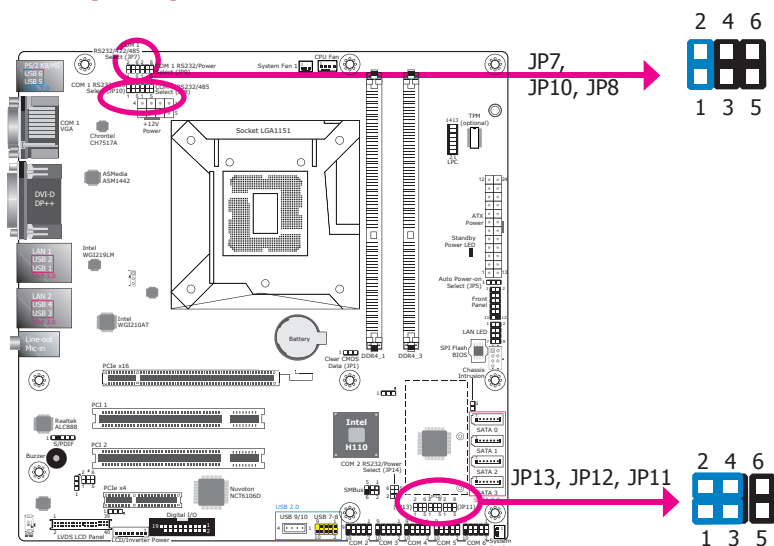 2 4 6
1 3 5
JP7,
JP10, JP8
COM 1
RS232/422/485
Select (JP7)
COM 1 RS232/Power
Select (JP9)
System Fan 1
CPU Fan
PS/2 KB/MS
USB 6
USB 5
COM 1
VGA
+12V
Power
Chrontel
CH7517A
Socket LGA1151
TPM
(optional)
LPC
ASMedia
ASM1442
DVI-D
DP++
ATX
Power
Standby
Power LED
LAN 1
USB 2
USB 1
Intel
WGI219LM
Auto Power-on
Select (JP5)
Front
Panel
LAN 2
USB 4
USB 3
Intel
WGI210AT
LAN LED
Line-out
Mic-in
Battery
SPI Flash
BIOS
Clear CMOS
Data (JP1)
DDR4_1
DDR4_3
Chassis
Intrusion
PCIe x16
PCI 1
Realtek
ALC888
S/PDIF
Intel
H110
SATA 0
SATA 1
SATA 2
SATA 3
PCI 2
Buzzer
COM 2 RS232/Power
Select (JP14)
SMBus
PCIe x4
Nuvoton
NCT6106D
JP13, JP12, JP11
2 4 6
1 3 5
USB 2.0
USB 9/10
USB 7-8
Digital I/O
LVDS LCD Panel
LCD/Inverter Power
COM 2
COM 3
COM 4
COM 5
COM 6
System